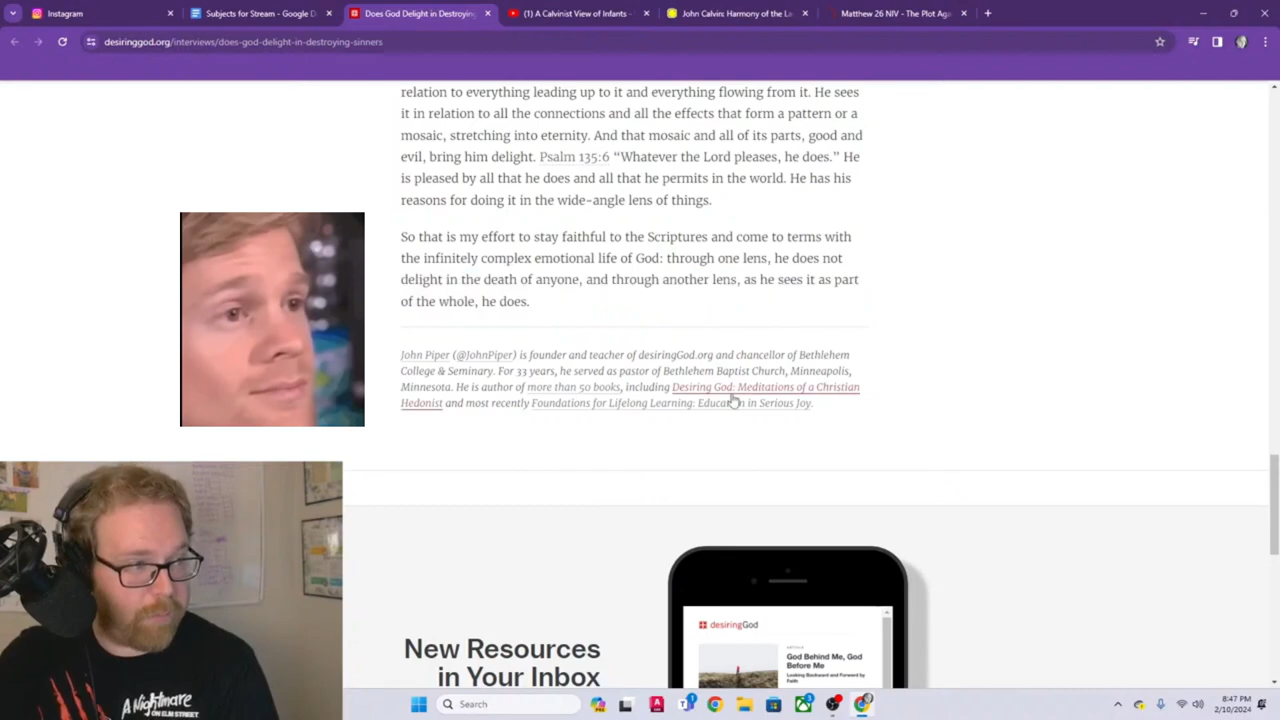 Instagram
Subjects for Stream - Google D
Does God Delight in Destroying
(1) A Calvinist View of Infants -
John Calvin: Harmony of the La
Matthew 26 NIV - The Plot Aga
desiringgod.org/interviews/does-god-delight-in-destroying-sinners
relation to everything leading up to it and everything flowing from it. He sees
it in relation to all the connections and all the effects that form a pattern or a
mosaic, stretching into eternity. And that mosaic and all of its parts, good and
evil, bring him delight. Psalm 135:6 “Whatever the Lord pleases, he does.” He
is pleased by all that he does and all that he permits in the world. He has his
reasons for doing it in the wide-angle lens of things.
So that is my effort to stay faithful to the Scriptures and come to terms with
the infinitely complex emotional life of God: through one lens, he does not
delight in the death of anyone, and through another lens, as he sees it as part
of the whole, he does.
John Piper (@JohnPiper) is founder and teacher of desiringGod.org and chancellor of Bethlehem
College & Seminary. For 33 years, he served as pastor of Bethlehem Baptist Church, Minneapolis,
Minnesota. He is author of more than 50 books, including Desiring God: Meditations of a Christian
Hedonist and most recently Foundations for Lifelong Learning: Education in Serious Joy.
New Resources
in Your Inbox
desiringGod
God Behind Me, God
Before Me
Looking Backward and Forward by
Faith
A Nightmare
ON ELM STREET
Search
8:47 PM
2/10/2024